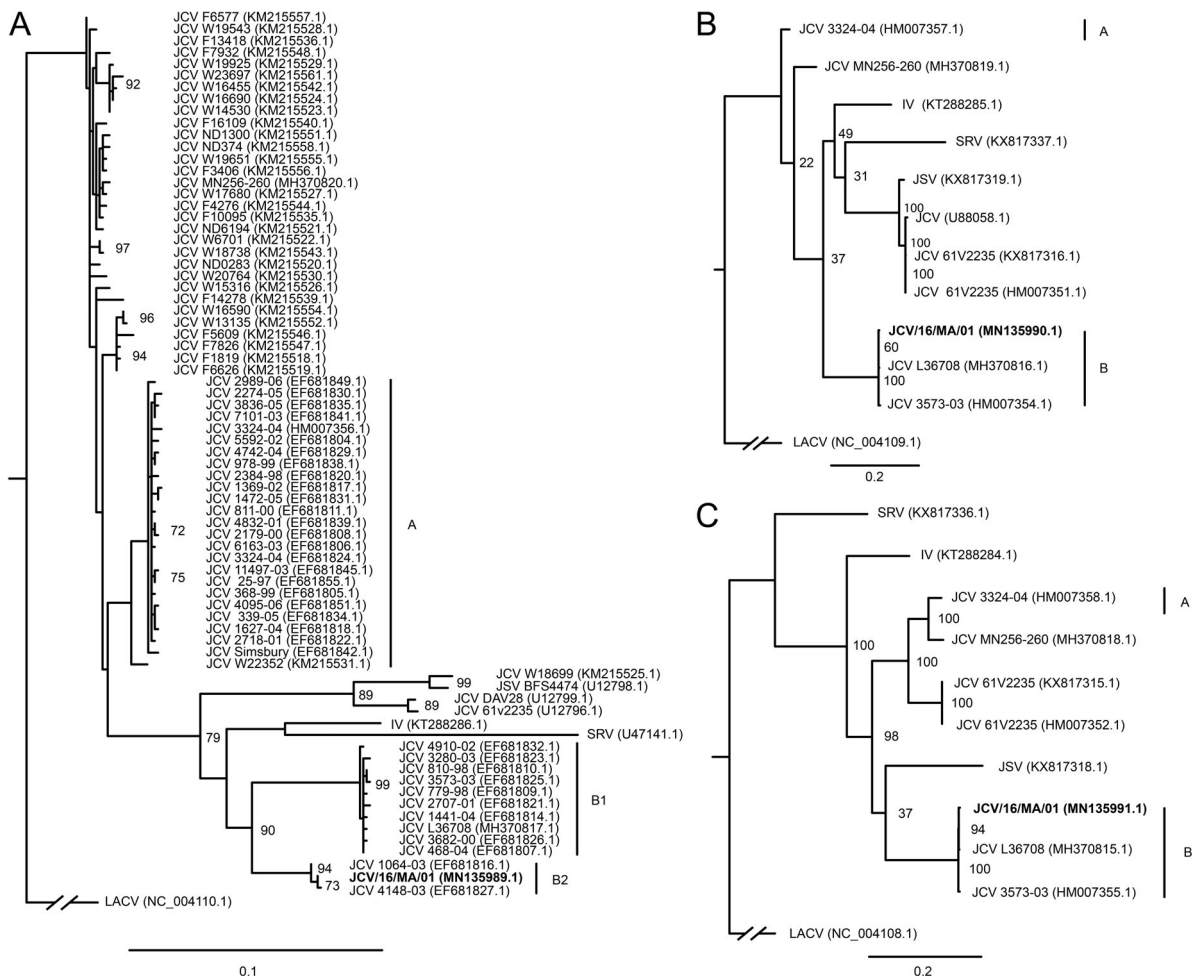 A
JCV F6577 (KM215557.1)
JCV W19543 (KM215528.1)
JCV F13418 (KM215536.1)
JCV F7932 (KM215548.1)
JCV W19925 (KM215529.1)
JCV W23697 (KM215561.1)
92
JCV W16455 (KM215542.1)
JCV W16690 (KM215524.1)
JCV W14530 (KM215523.1)
JCV F16109 (KM215540.1)
JCV ND1300 (KM215551.1)
JCV ND374 (KM215558.1)
JCV W19651 (KM215555.1)
JCV F3406 (KM215556.1)
JCV MN256-260 (MH370820.1)
JCV W17680 (KM215527.1)
JCV F4276 (KM215544.1)
JCV F10095 (KM215535.1)
JCV ND6194 (KM215521.1)
JCV W6701 (KM215522.1)
97
JCV W18738 (KM215543.1)
JCV ND0283 (KM215520.1)
JCV W20764 (KM215530.1)
JCV W15316 (KM215526.1)
JCV F14278 (KM215539.1)
JCV W16590 (KM215554.1)
96
JCV W13135 (KM215552.1)
JCV F5609 (KM215546.1)
JCV F7826 (KM215547.1)
94
JCV F1819 (KM215518.1)
JCV F6626 (KM215519.1)
JCV 2989-06 (EF681849.1)
JCV 2274-05 (EF681830.1)
JCV 3836-05 (EF681835.1)
JCV 7101-03 (EF681841.1)
JCV 3324-04 (HM007356.1)
JCV 5592-02 (EF681804.1)
JCV 4742-04 (EF681829.1)
JCV 978-99 (EF681838.1)
JCV 2384-98 (EF681820.1)
JCV 1369-02 (EF681817.1)
JCV 1472-05 (EF681831.1)
JCV 811-00 (EF681811.1)
A
JCV 4832-01 (EF681839.1)
72
JCV 2179-00 (EF681808.1)
JCV 6163-03 (EF681806.1)
JCV 3324-04 (EF681824.1)
JCV 11497-03 (EF681845.1)
75
JCV 25-97 (EF681855.1)
JCV 368-99 (EF681805.1)
JCV 4095-06 (EF681851.1)
JCV 339-05 (EF681834.1)
JCV 1627-04 (EF681818.1)
JCV 2718-01 (EF681822.1)
JCV Simsbury (EF681842.1)
JCV W22352 (KM215531.1)
JCV W18699 (KM215525.1)
99
JSV BFS4474 (U12798.1)
89
JCV DAV28 (U12799.1)
89
JCV 61v2235 (U12796.1)
IV (KT288286.1)
79
SRV (U47141.1)
JCV 4910-02 (EF681832.1)
JCV 3280-03 (EF681823.1)
JCV 810-98 (EF681810.1)
99
JCV 3573-03 (EF681825.1)
JCV 779-98 (EF681809.1)
B1
JCV 2707-01 (EF681821.1)
JCV 1441-04 (EF681814.1)
90
JCV L36708 (MH370817.1)
JCV 3682-00 (EF681826.1)
JCV 468-04 (EF681807.1)
94
JCV 1064-03 (EF681816.1)
JCV/16/MA/01 (MN135989.1)
B2
73
JCV 4148-03 (EF681827.1)
LACV (NC_004110.1)
0.1
B
JCV 3324-04 (HM007357.1)
A
JCV MN256-260 (MH370819.1)
IV (KT288285.1)
49
SRV (KX817337.1)
22
31
JSV (KX817319.1)
100
JCV (U88058.1)
100
37
JCV 61V2235 (KX817316.1)
100
JCV 61V2235 (HM007351.1)
JCV/16/MA/01 (MN135990.1)
60
JCV L36708 (MH370816.1)
B
100
JCV 3573-03 (HM007354.1)
LACV (NC_004109.1)
0.2
C
SRV (KX817336.1)
IV (KT288284.1)
JCV 3324-04 (HM007358.1)
A
100
JCV MN256-260 (MH370818.1)
100
100
JCV 61V2235 (KX817315.1)
100
JCV 61V2235 (HM007352.1)
98
JSV (KX817318.1)
JCV/16/MA/01 (MN135991.1)
37
94
JCV L36708 (MH370815.1)
B
100
JCV 3573-03 (HM007355.1)
LACV (NC_004108.1)
0.2